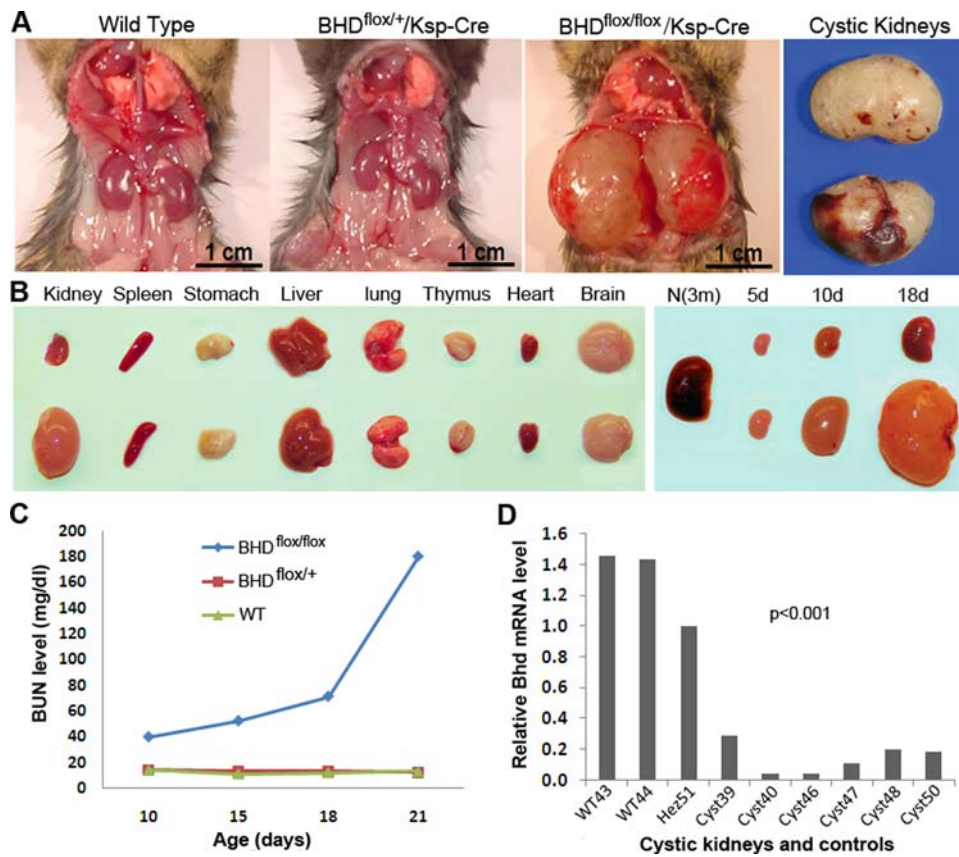 A
Wild Type
BHD flox/+/Ksp-Cre
BHD flox/flox/Ksp-Cre
Cystic Kidneys
1 cm
1 cm
1 cm
B
Kidney Spleen Stomach Liver lung Thymus Heart Brain
N(3m) 5d 10d 18d
C
BUN level (mg/dl)
200
180
160
140
120
100
80
60
40
20
0
BHD flox/flox
BHD flox/+
WT
10 15 18 21
Age (days)
D
Relative Bhd mRNA level
1.6
1.4
1.2
1.0
0.8
0.6
0.4
0.2
0.0
p<0.001
WT43 WT44 Hez51 Cyst39 Cyst40 Cyst46 Cyst47 Cyst48 Cyst50
Cystic kidneys and controls